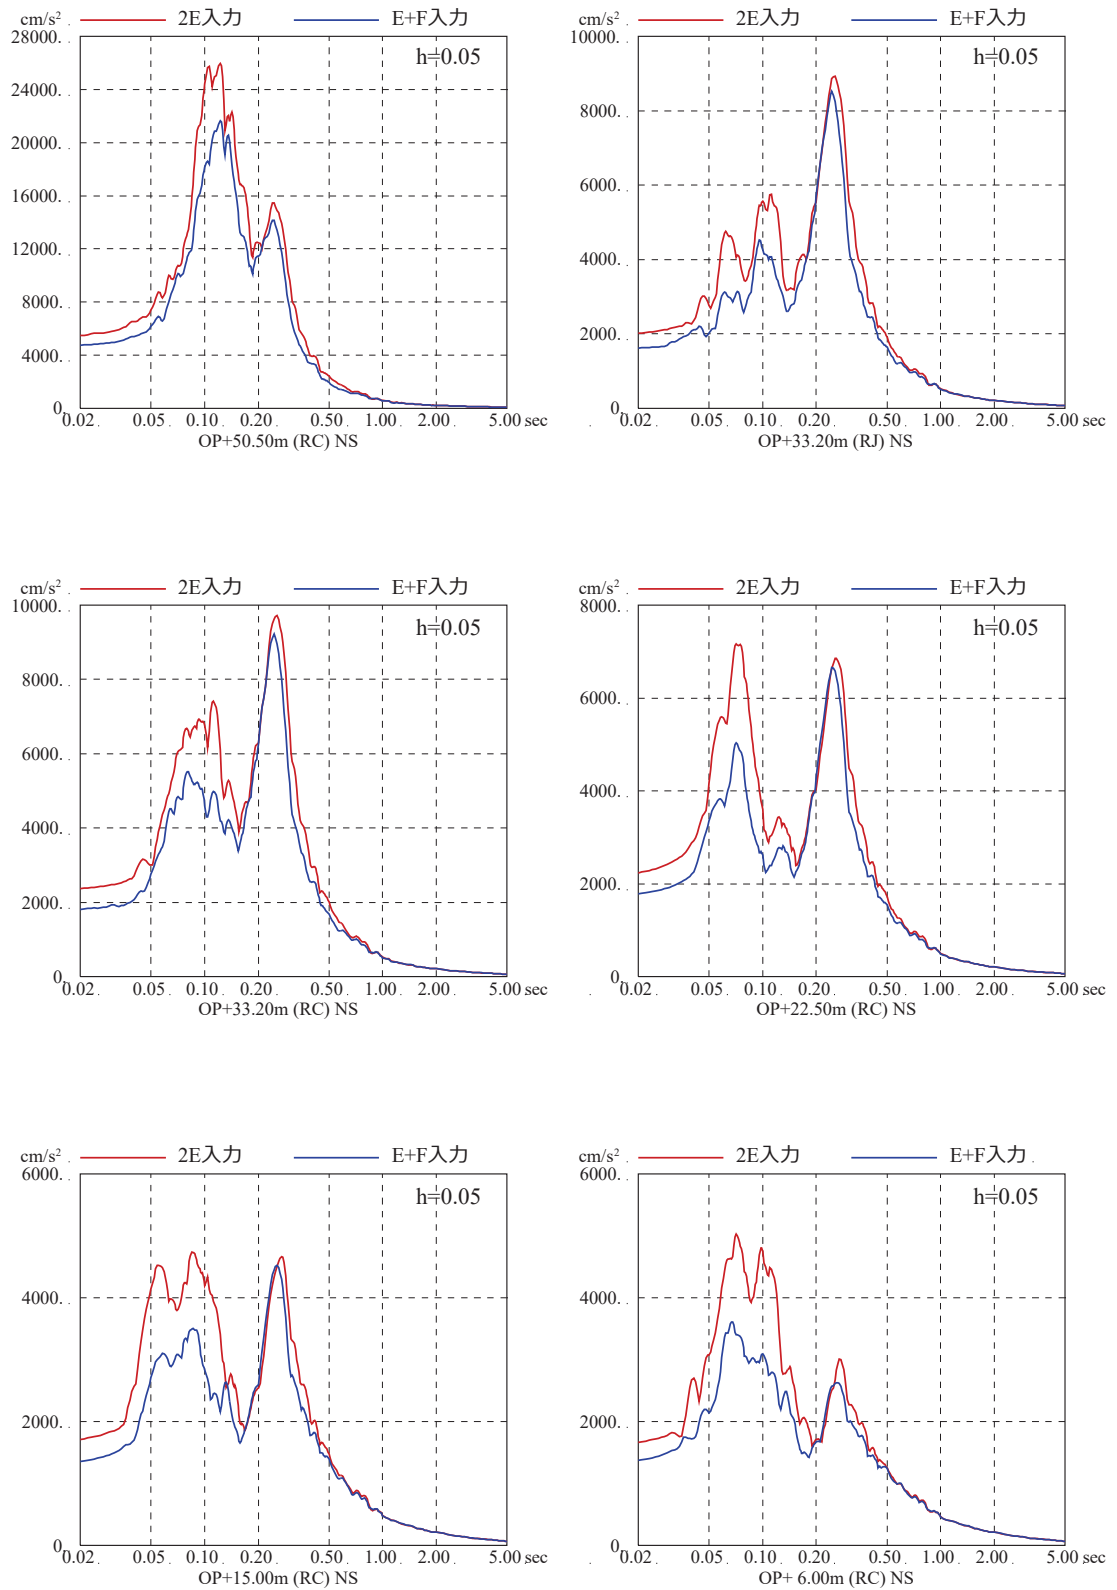 cm/s² 2E入力 E+F入力
28000.
h=0.05
24000.
20000.
16000.
12000.
8000.
4000.
0.
0.02 0.05 0.10 0.20 0.50 1.00 2.00 5.00 sec
OP+50.50m (RC) NS
cm/s² 2E入力 E+F入力
10000.
h=0.05
8000.
6000.
4000.
2000.
0.
0.02 0.05 0.10 0.20 0.50 1.00 2.00 5.00 sec
OP+33.20m (RJ) NS
cm/s² 2E入力 E+F入力
10000.
h=0.05
8000.
6000.
4000.
2000.
0.
0.02 0.05 0.10 0.20 0.50 1.00 2.00 5.00 sec
OP+33.20m (RC) NS
cm/s² 2E入力 E+F入力
8000.
h=0.05
6000.
4000.
2000.
0.
0.02 0.05 0.10 0.20 0.50 1.00 2.00 5.00 sec
OP+22.50m (RC) NS
cm/s² 2E入力 E+F入力
6000.
h=0.05
4000.
2000.
0.
0.02 0.05 0.10 0.20 0.50 1.00 2.00 5.00 sec
OP+15.00m (RC) NS
cm/s² 2E入力 E+F入力
6000.
h=0.05
4000.
2000.
0.
0.02 0.05 0.10 0.20 0.50 1.00 2.00 5.00 sec
OP+ 6.00m (RC) NS